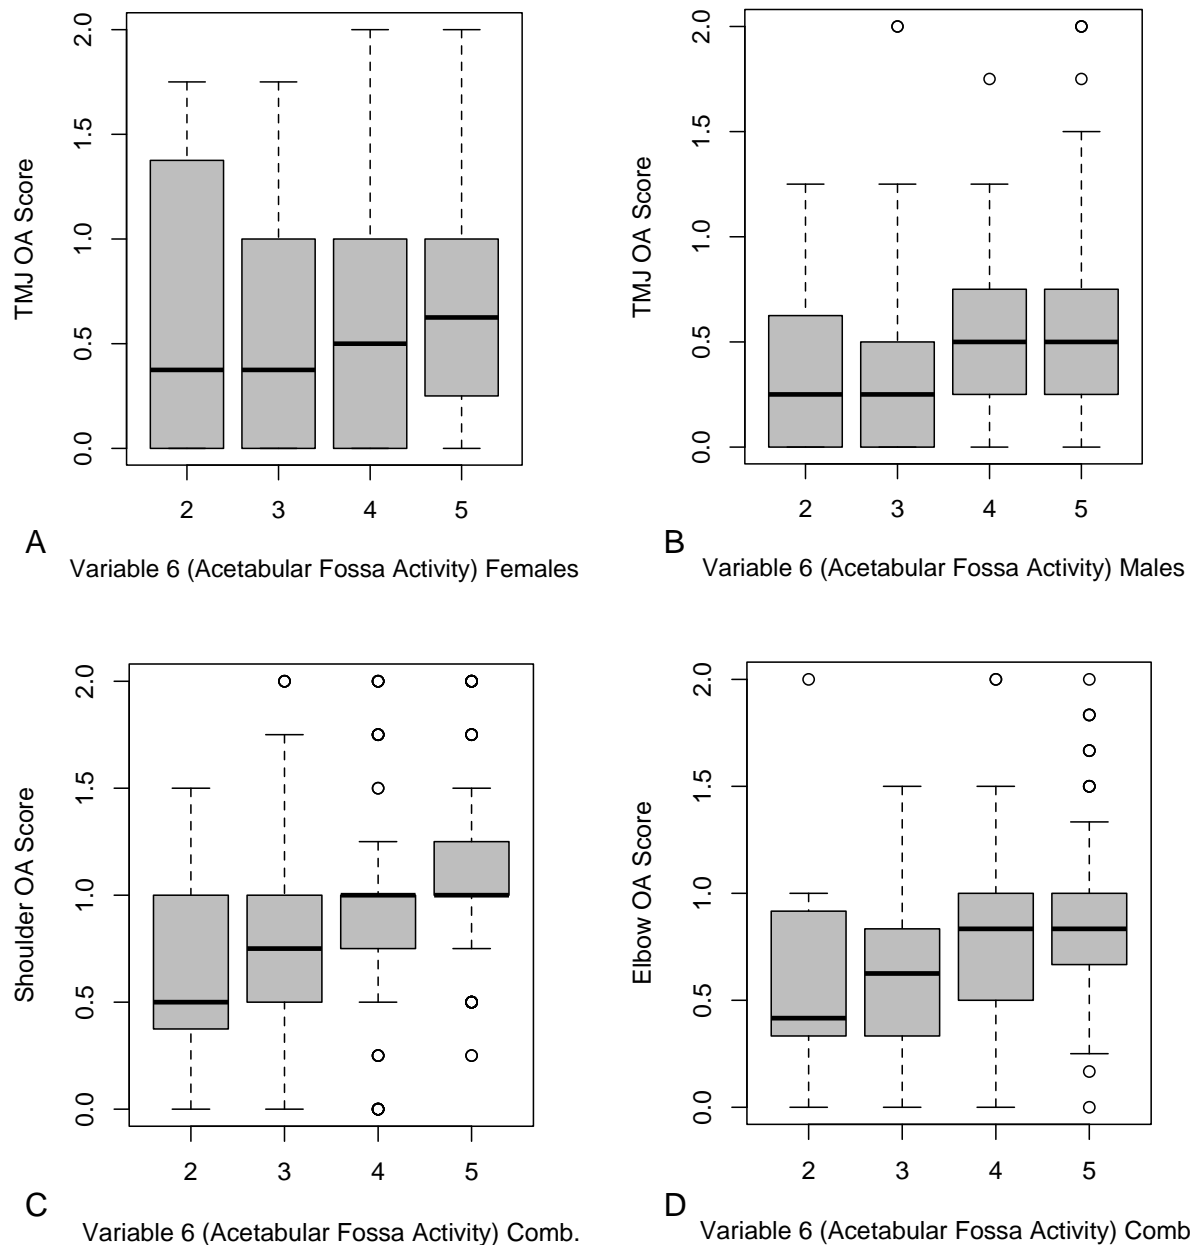 2.0
1.5
1.0
0.5
0.0
TMJ OA Score
2 3 4 5
A
Variable 6 (Acetabular Fossa Activity) Females
2.0
1.5
1.0
0.5
0.0
TMJ OA Score
2 3 4 5
B
Variable 6 (Acetabular Fossa Activity) Males
2.0
1.5
1.0
0.5
0.0
Shoulder OA Score
2 3 4 5
C
Variable 6 (Acetabular Fossa Activity) Comb.
2.0
1.5
1.0
0.5
0.0
Elbow OA Score
2 3 4 5
D
Variable 6 (Acetabular Fossa Activity) Comb